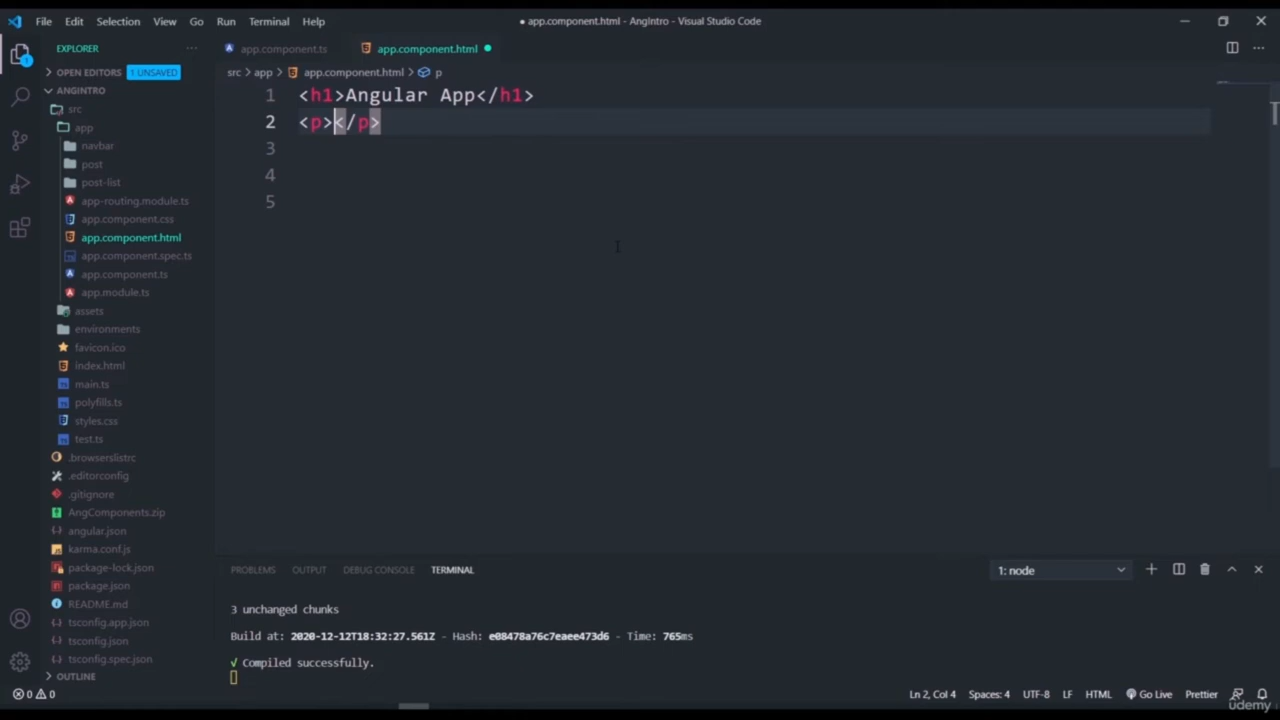 File Edit Selection View Go Run Terminal Help
● app.component.html - AngIntro - Visual Studio Code
EXPLORER ···
app.component.ts
app.component.html ●
OPEN EDITORS 1 UNSAVED
src > app > app.component.html > p
ANGINTRO
src
app
navbar
post
post-list
app-routing.module.ts
app.component.css
app.component.html
app.component.spec.ts
app.component.ts
app.module.ts
assets
environments
favicon.ico
index.html
main.ts
polyfills.ts
styles.css
test.ts
.browserslistrc
.editorconfig
.gitignore
AngComponents.zip
angular.json
karma.conf.js
package-lock.json
package.json
README.md
tsconfig.app.json
tsconfig.json
tsconfig.spec.json
OUTLINE
1 <h1>Angular App</h1>
2 <p></p>
3
4
5
PROBLEMS OUTPUT DEBUG CONSOLE TERMINAL
1: node
3 unchanged chunks
Build at: 2020-12-12T18:32:27.561Z - Hash: e08478a76c7eaee473d6 - Time: 765ms
√ Compiled successfully.
0 0
Ln 2, Col 4 Spaces: 4 UTF-8 LF HTML Go Live Prettier
udemy